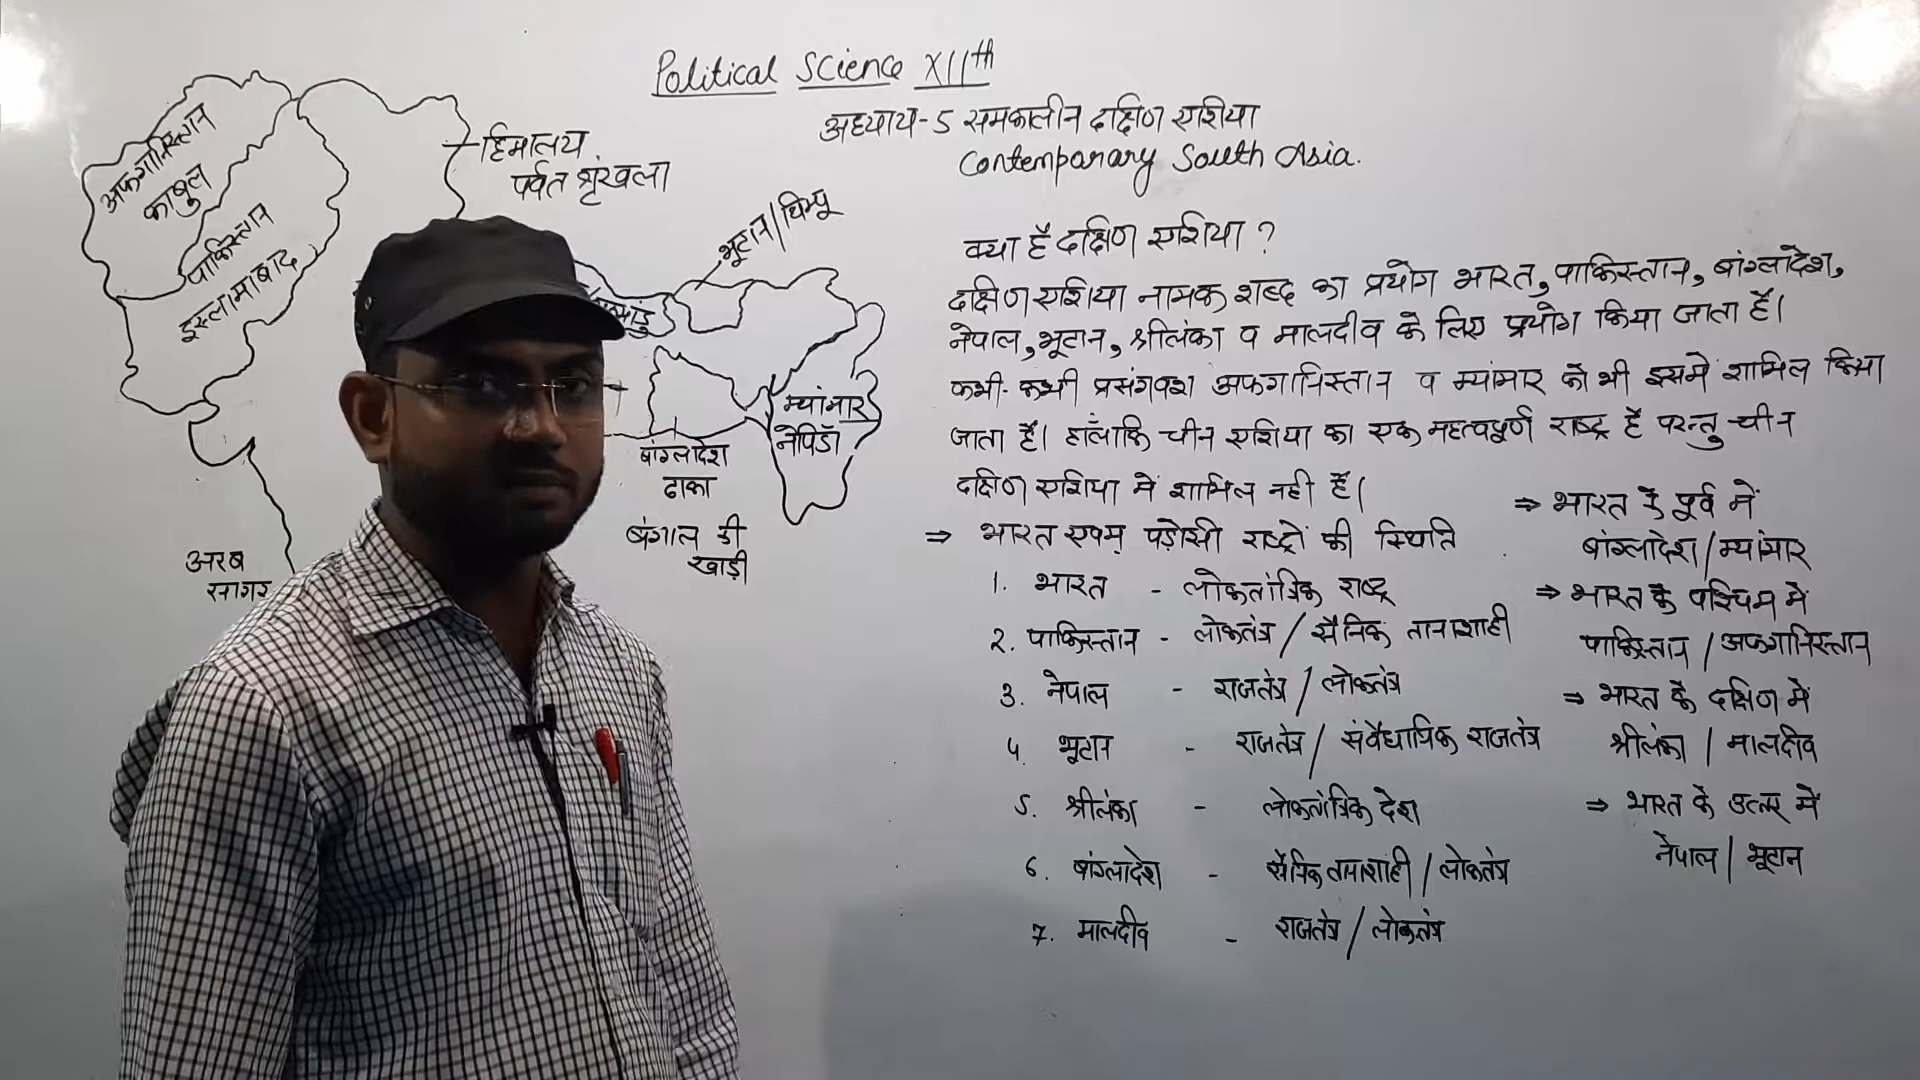 Political Science XIIth
अध्याय-5 समकालीन दक्षिण एशिया
Contemparary South Asia.
क्या है दक्षिण एशिया ?
दक्षिण एशिया नामक शब्द का प्रयोग भारत, पाकिस्तान, बांग्लादेश,
नेपाल, भूटान, श्रीलंका व मालदीव के लिए प्रयोग किया जाता है।
कभी-कभी प्रसंगवश अफगानिस्तान व म्यांमार को भी इसमें शामिल किया
जाता है। हालाकि चीन एशिया का एक महत्वपूर्ण राष्ट्र है परन्तु चीन
दक्षिण एशिया में शामिल नही है।
⇒ भारत एवम् पड़ोसी राष्ट्रों की स्थिति
1. भारत - लोकतांत्रिक राष्ट्र
2. पाकिस्तान - लोकतंत्र / सैनिक तानाशाही
3. नेपाल - राजतंत्र / लोकतंत्र
4. भूटान - राजतंत्र / संवैधानिक राजतंत्र
5. श्रीलंका - लोकतांत्रिक देश
6. बांग्लादेश - सैनिक तानाशाही / लोकतंत्र
7. मालदीव - राजतंत्र / लोकतंत्र
⇒ भारत के पूर्व में
बांग्लादेश / म्यांमार
⇒ भारत के पश्चिम में
पाकिस्तान / अफगानिस्तान
⇒ भारत के दक्षिण में
श्रीलंका / मालदीव
⇒ भारत के उत्तर में
नेपाल / भूटान
अफगानिस्तान
काबुल
पाकिस्तान
इस्लामाबाद
हिमालय
पर्वत श्रृंखला
भूटान / थिम्पू
म्यांमार
नेपिडॉ
बांग्लादेश
ढाका
बंगाल की
खाड़ी
अरब
सागर